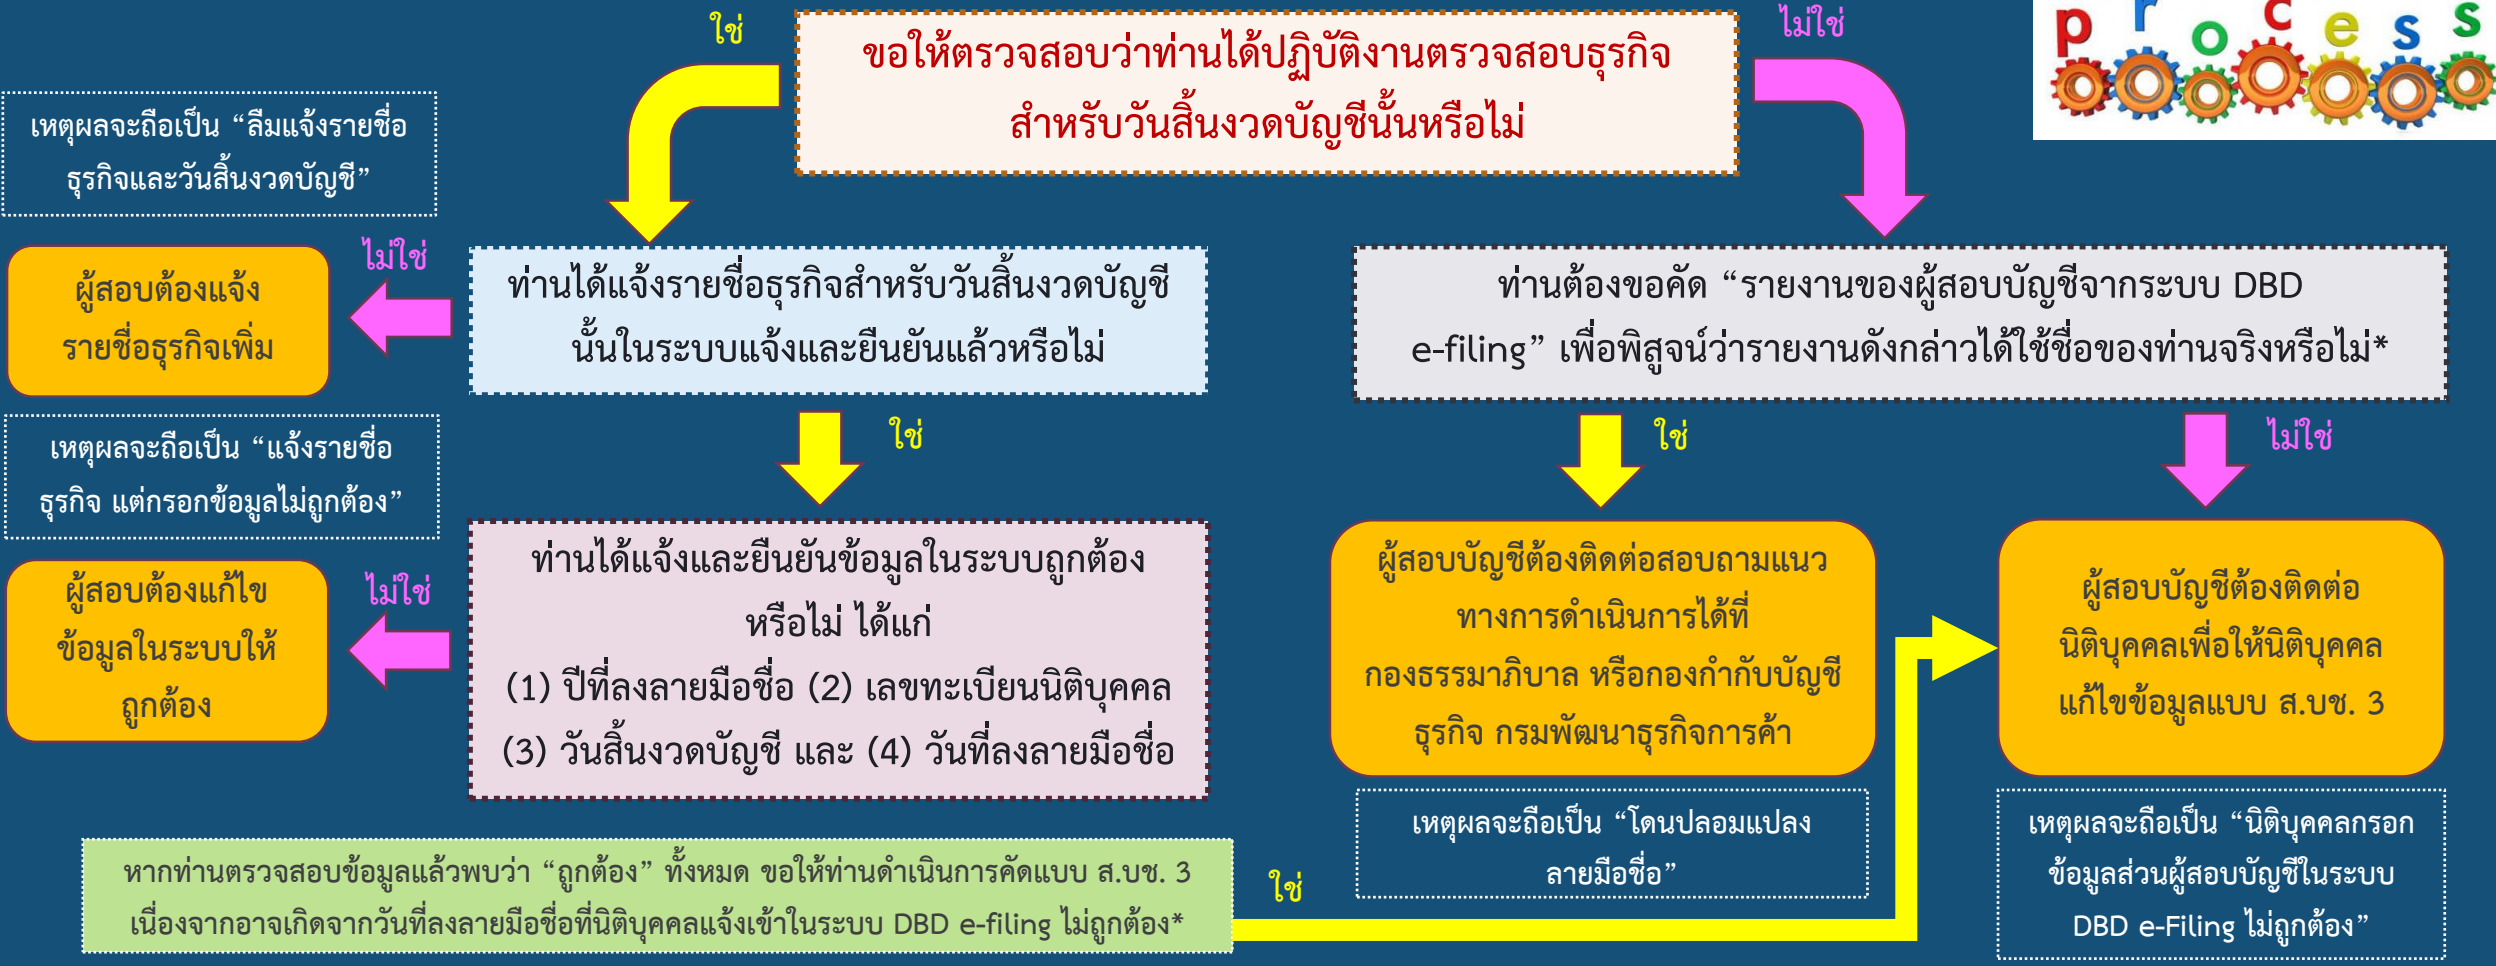 process
ใช่
ขอให้ตรวจสอบว่าท่านได้ปฏิบัติงานตรวจสอบธุรกิจ
สำหรับวันสิ้นงวดบัญชีนั้นหรือไม่
ไม่ใช่
เหตุผลจะถือเป็น “ลืมแจ้งรายชื่อ
ธุรกิจและวันสิ้นงวดบัญชี”
ผู้สอบต้องแจ้ง
รายชื่อธุรกิจเพิ่ม
ไม่ใช่
ท่านได้แจ้งรายชื่อธุรกิจสำหรับวันสิ้นงวดบัญชี
นั้นในระบบแจ้งและยืนยันแล้วหรือไม่
ท่านต้องขอคัด “รายงานของผู้สอบบัญชีจากระบบ DBD
e-filing” เพื่อพิสูจน์ว่ารายงานดังกล่าวได้ใช้ชื่อของท่านจริงหรือไม่*
เหตุผลจะถือเป็น “แจ้งรายชื่อ
ธุรกิจ แต่กรอกข้อมูลไม่ถูกต้อง”
ใช่
ใช่
ไม่ใช่
ผู้สอบต้องแก้ไข
ข้อมูลในระบบให้
ถูกต้อง
ไม่ใช่
ท่านได้แจ้งและยืนยันข้อมูลในระบบถูกต้อง
หรือไม่ ได้แก่
(1) ปีที่ลงลายมือชื่อ (2) เลขทะเบียนนิติบุคคล
(3) วันสิ้นงวดบัญชี และ (4) วันที่ลงลายมือชื่อ
ผู้สอบบัญชีต้องติดต่อสอบถามแนว
ทางการดำเนินการได้ที่
กองธรรมาภิบาล หรือกองกำกับบัญชี
ธุรกิจ กรมพัฒนาธุรกิจการค้า
ผู้สอบบัญชีต้องติดต่อ
นิติบุคคลเพื่อให้นิติบุคคล
แก้ไขข้อมูลแบบ ส.บช. 3
เหตุผลจะถือเป็น “โดนปลอมแปลง
ลายมือชื่อ”
เหตุผลจะถือเป็น “นิติบุคคลกรอก
ข้อมูลส่วนผู้สอบบัญชีในระบบ
DBD e-Filing ไม่ถูกต้อง”
หากท่านตรวจสอบข้อมูลแล้วพบว่า “ถูกต้อง” ทั้งหมด ขอให้ท่านดำเนินการคัดแบบ ส.บช. 3
เนื่องจากอาจเกิดจากวันที่ลงลายมือชื่อที่นิติบุคคลแจ้งเข้าในระบบ DBD e-filing ไม่ถูกต้อง*
ใช่